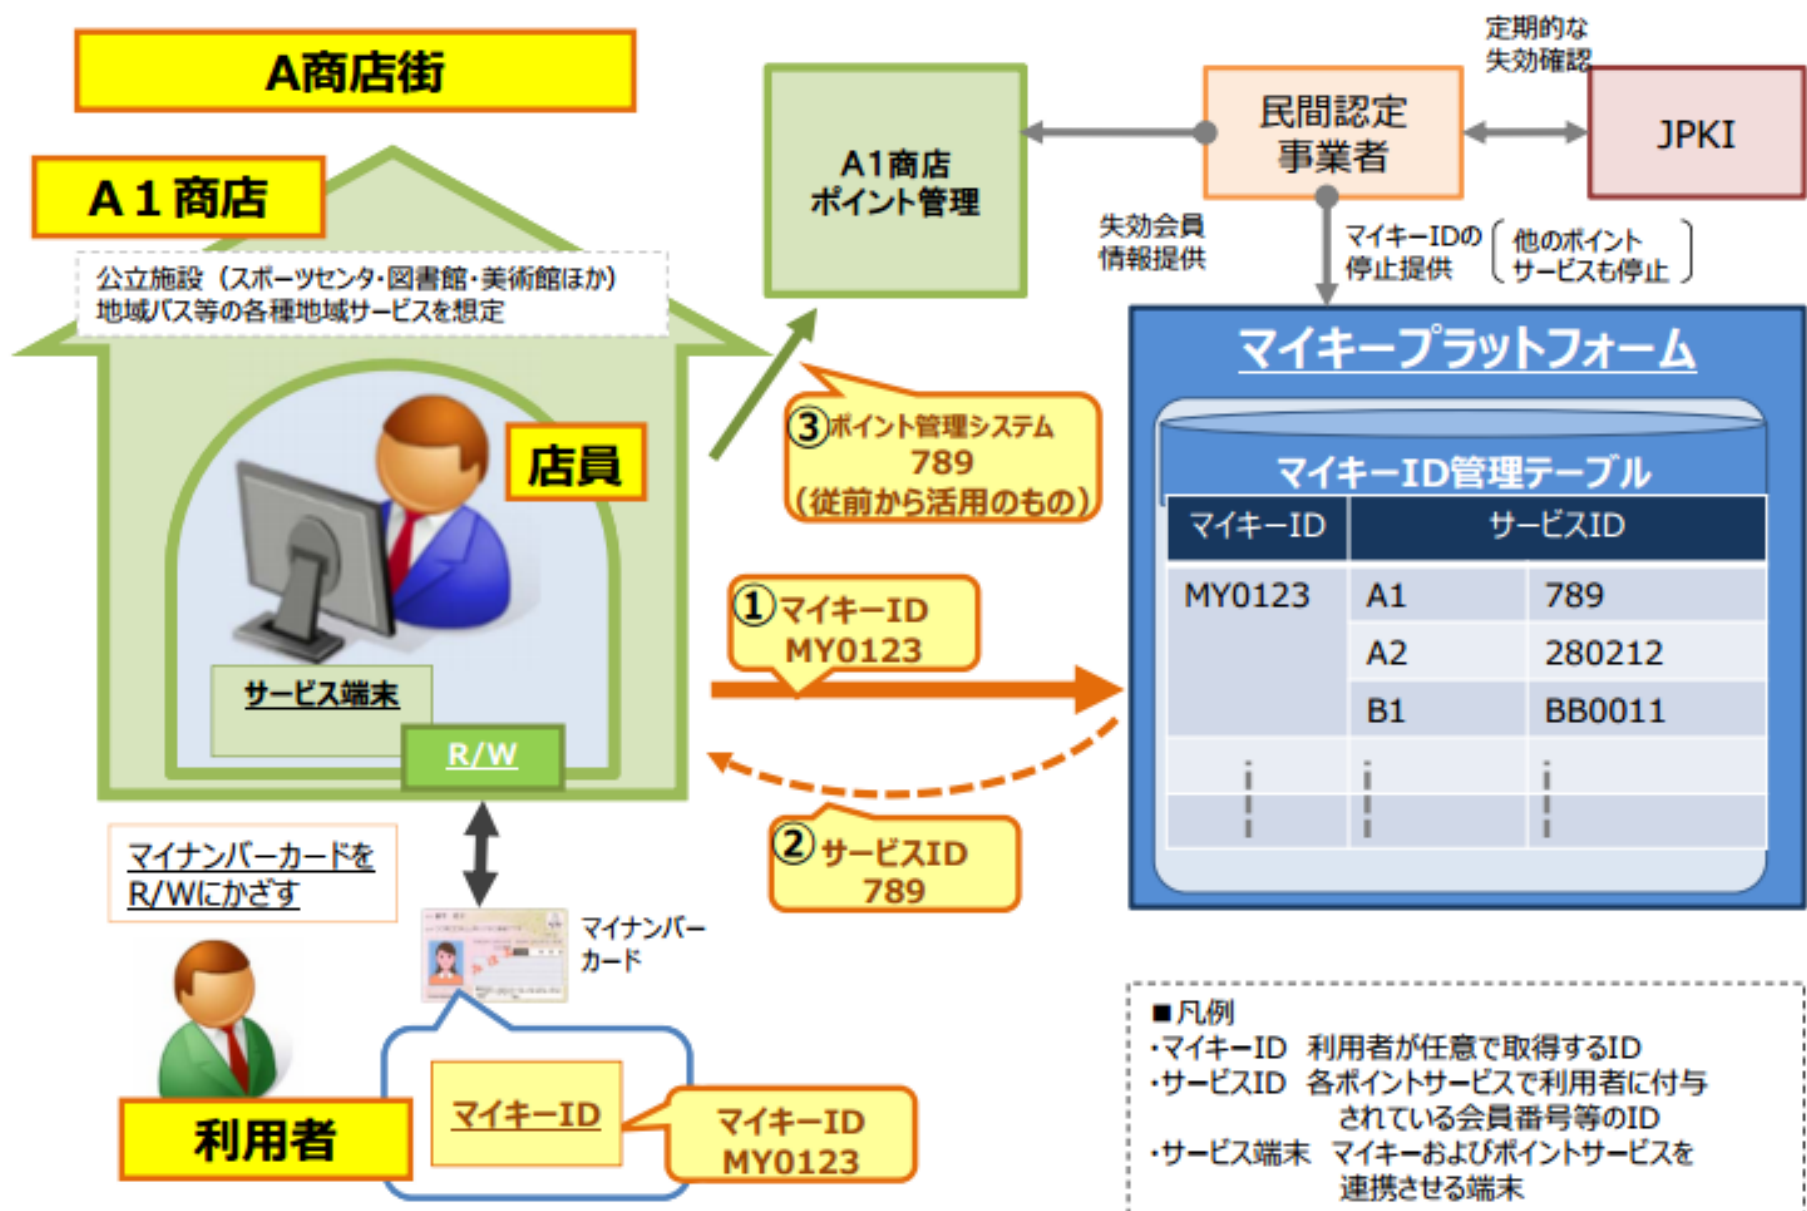 A商店街
A１商店
公立施設（スポーツセンタ・図書館・美術館ほか）
地域バス等の各種地域サービスを想定
店員
サービス端末
R/W
マイナンバーカードを
R/Wにかざす
マイナンバー
カード
利用者
マイキーID
マイキーID
MY0123
A1商店
ポイント管理
民間認定
事業者
定期的な
失効確認
JPKI
失効会員
情報提供
マイキーIDの
停止提供
他のポイント
サービスも停止
③ポイント管理システム
789
（従前から活用のもの）
①マイキーID
MY0123
②サービスID
789
マイキープラットフォーム
マイキーID管理テーブル
マイキーID サービスID
MY0123 A1 789
A2 280212
B1 BB0011
■凡例
・マイキーID 利用者が任意で取得するID
・サービスID 各ポイントサービスで利用者に付与
されている会員番号等のID
・サービス端末 マイキーおよびポイントサービスを
連携させる端末